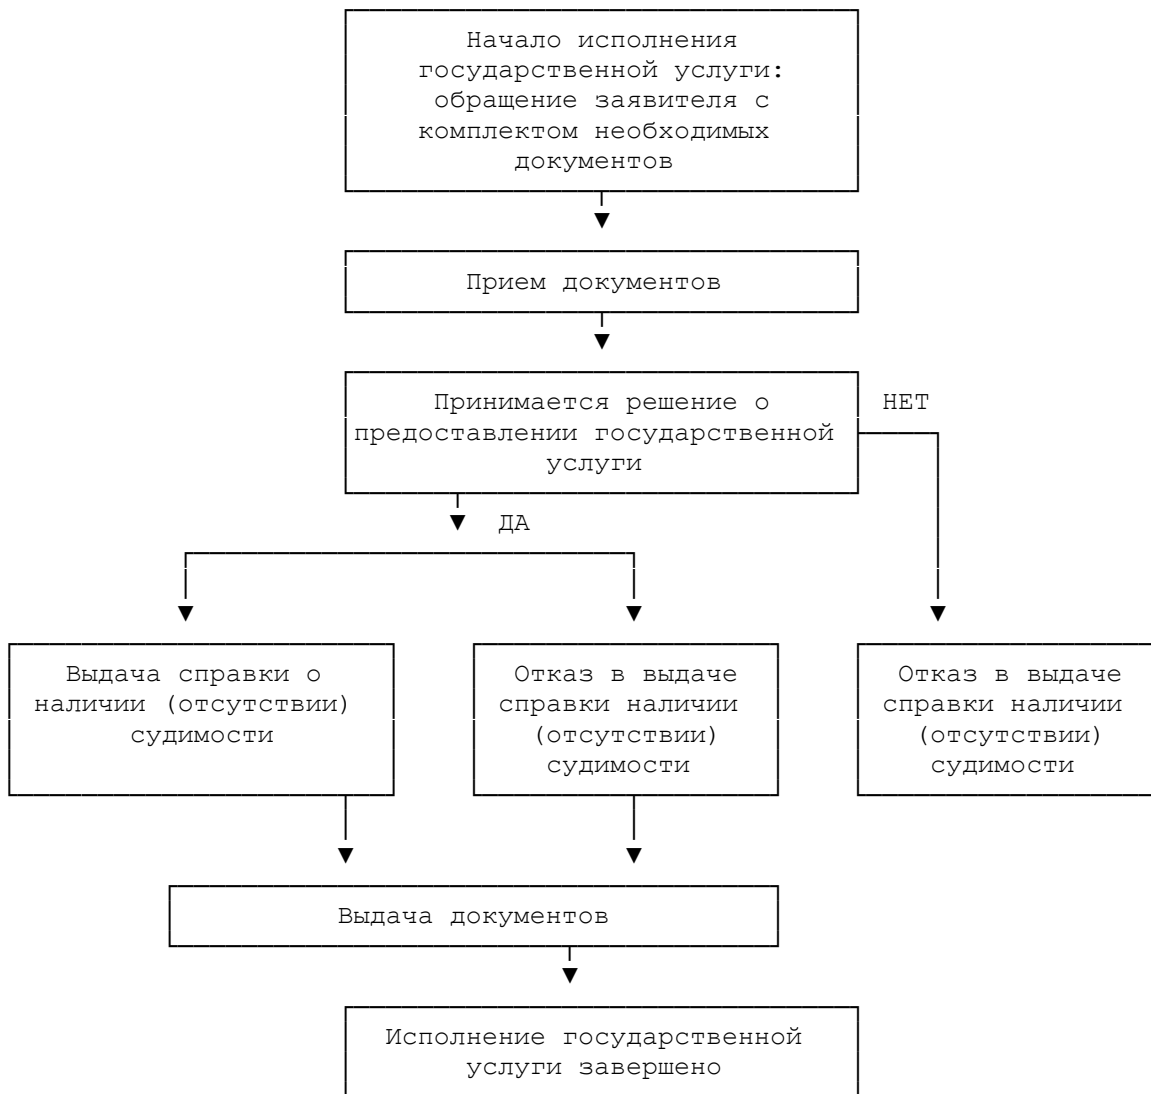 Начало исполнения
государственной услуги:
обращение заявителя с
комплектом необходимых
документов
Прием документов
Принимается решение о
предоставлении государственной
услуги
НЕТ
ДА
Выдача справки о
наличии (отсутствии)
судимости
Отказ в выдаче
справки наличии
(отсутствии)
судимости
Отказ в выдаче
справки наличии
(отсутствии)
судимости
Выдача документов
Исполнение государственной
услуги завершено